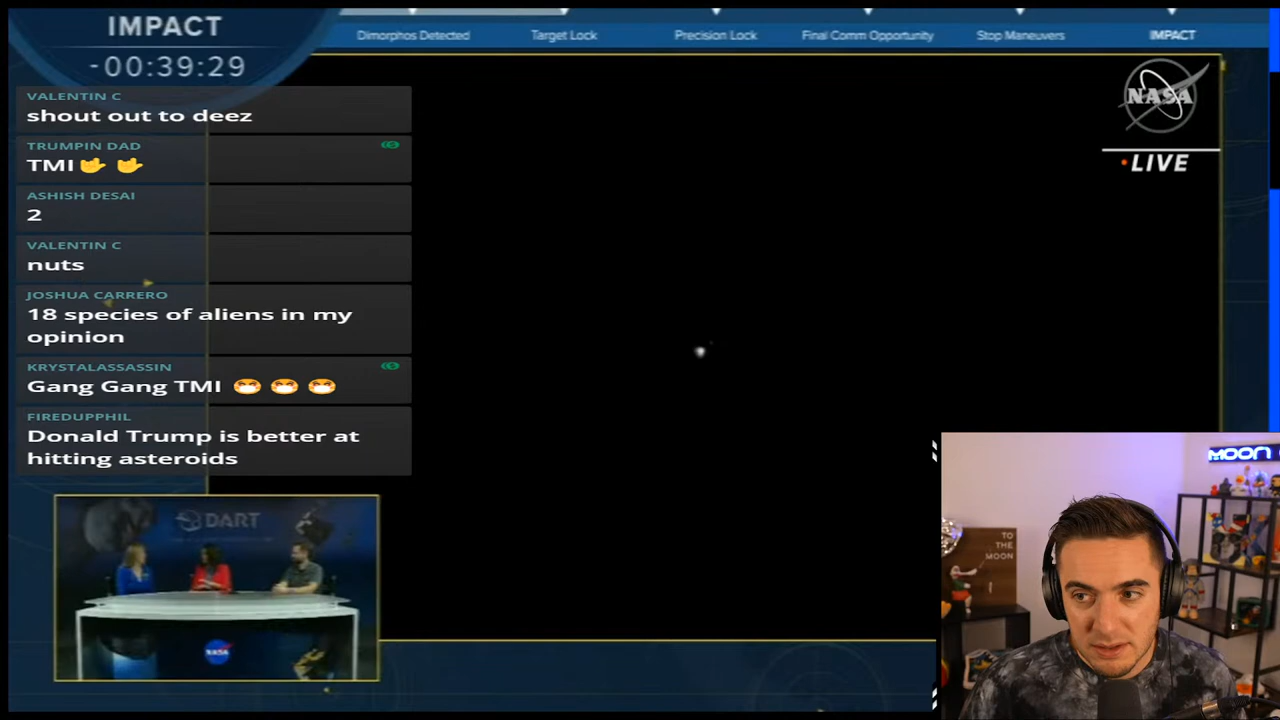 IMPACT
-00:39:29
Dimorphos Detected
Target Lock
Precision Lock
Final Comm Opportunity
Stop Maneuvers
IMPACT
NASA
LIVE
VALENTIN C
shout out to deez
TRUMPIN DAD
TMI🤙 🤙
ASHISH DESAI
2
VALENTIN C
nuts
JOSHUA CARRERO
18 species of aliens in my
opinion
KRYSTALASSASSIN
Gang Gang TMI 😷 😷 😷
FIREDUPPHIL
Donald Trump is better at
hitting asteroids
DART
NASA
MOON
TO
THE
MOON